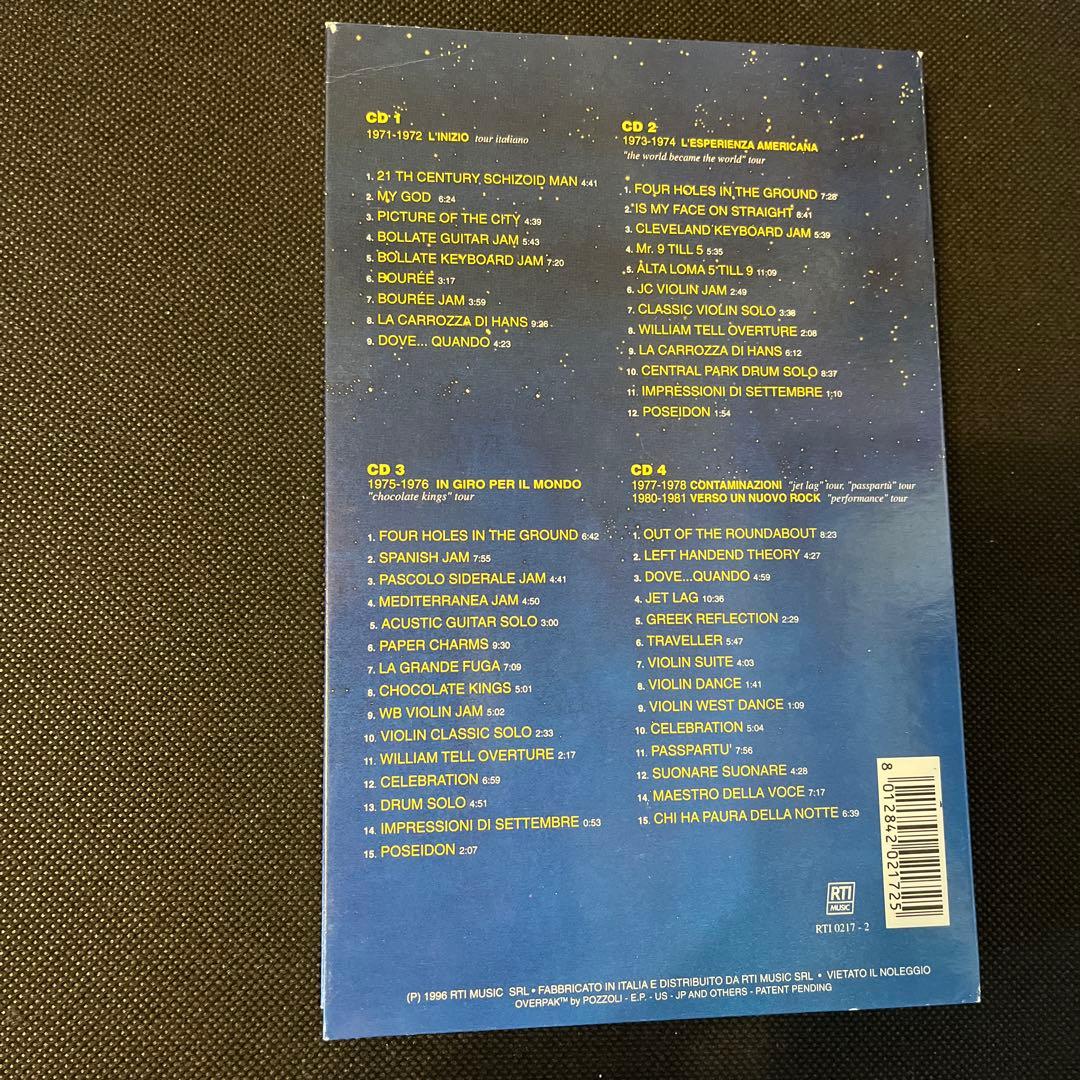 CD 1
1971-1972 L'INIZIO tour italiano
1. 21 TH CENTURY SCHIZOID MAN 4:41
2. MY GOD 6:24
3. PICTURE OF THE CITY 4:39
4. BOLLATE GUITAR JAM 5:43
5. BOLLATE KEYBOARD JAM 7:20
6. BOURÉE 3:17
7. BOURÉE JAM 3:59
8. LA CARROZZA DI HANS 9:26
9. DOVE... QUANDO 4:23
CD 2
1973-1974 L'ESPERIENZA AMERICANA
"the world became the world" tour
1. FOUR HOLES IN THE GROUND 7:28
2. IS MY FACE ON STRAIGHT 8:41
3. CLEVELAND KEYBOARD JAM 5:39
4. Mr. 9 TILL 5 5:35
5. ALTA LOMA 5 TILL 9 11:09
6. JC VIOLIN JAM 2:49
7. CLASSIC VIOLIN SOLO 3:36
8. WILLIAM TELL OVERTURE 2:08
9. LA CARROZZA DI HANS 6:12
10. CENTRAL PARK DRUM SOLO 8:37
11. IMPRESSIONI DI SETTEMBRE 1:10
12. POSEIDON 1:54
CD 3
1975-1976 IN GIRO PER IL MONDO
"chocolate kings" tour
1. FOUR HOLES IN THE GROUND 6:42
2. SPANISH JAM 7:55
3. PASCOLO SIDERALE JAM 4:41
4. MEDITERRANEA JAM 4:50
5. ACUSTIC GUITAR SOLO 3:00
6. PAPER CHARMS 9:30
7. LA GRANDE FUGA 7:09
8. CHOCOLATE KINGS 5:01
9. WB VIOLIN JAM 5:02
10. VIOLIN CLASSIC SOLO 2:33
11. WILLIAM TELL OVERTURE 2:17
12. CELEBRATION 6:59
13. DRUM SOLO 4:51
14. IMPRESSIONI DI SETTEMBRE 0:53
15. POSEIDON 2:07
CD 4
1977-1978 CONTAMINAZIONI "jet lag" tour, "passpartù" tour
1980-1981 VERSO UN NUOVO ROCK "performance" tour
1. OUT OF THE ROUNDABOUT 8:23
2. LEFT HANDEND THEORY 4:27
3. DOVE...QUANDO 4:59
4. JET LAG 10:36
5. GREEK REFLECTION 2:29
6. TRAVELLER 5:47
7. VIOLIN SUITE 4:03
8. VIOLIN DANCE 1:41
9. VIOLIN WEST DANCE 1:09
10. CELEBRATION 5:04
11. PASSPARTU' 7:56
12. SUONARE SUONARE 4:28
14. MAESTRO DELLA VOCE 7:17
15. CHI HA PAURA DELLA NOTTE 6:39
8 012842 021725
RTI
MUSIC
RTI 0217 - 2
(P) 1996 RTI MUSIC SRL • FABBRICATO IN ITALIA E DISTRIBUITO DA RTI MUSIC SRL • VIETATO IL NOLEGGIO
OVERPAK™ by POZZOLI - E.P. - US - JP AND OTHERS - PATENT PENDING